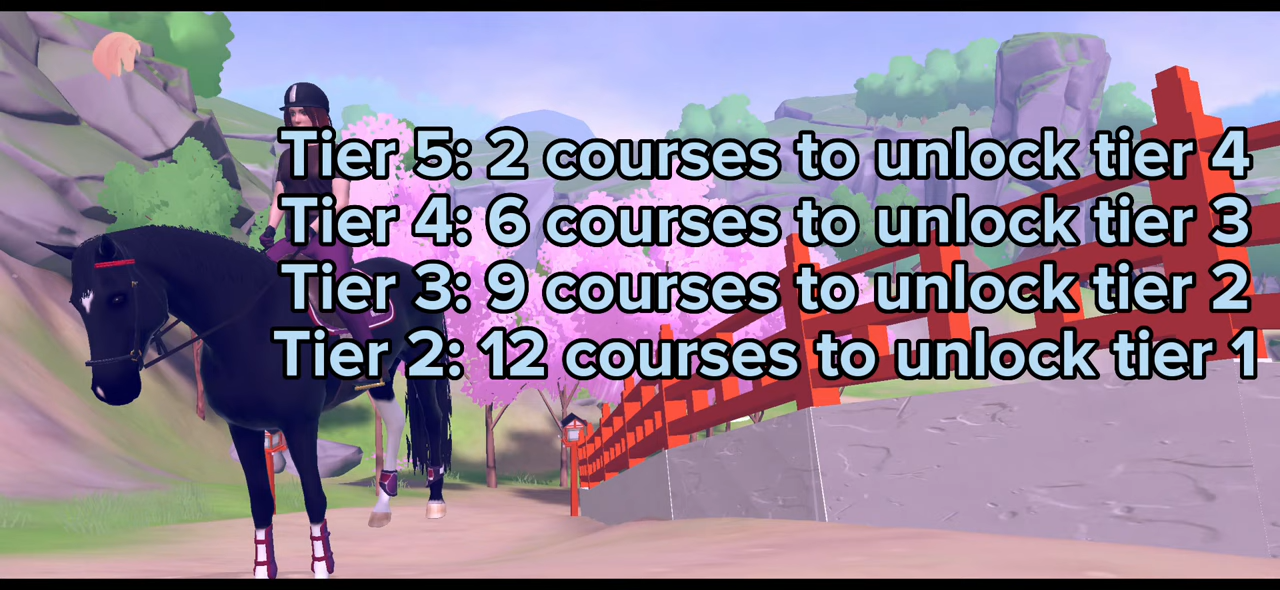 Tier 5: 2 courses to unlock tier 4
Tier 4: 6 courses to unlock tier 3
Tier 3: 9 courses to unlock tier 2
Tier 2: 12 courses to unlock tier 1